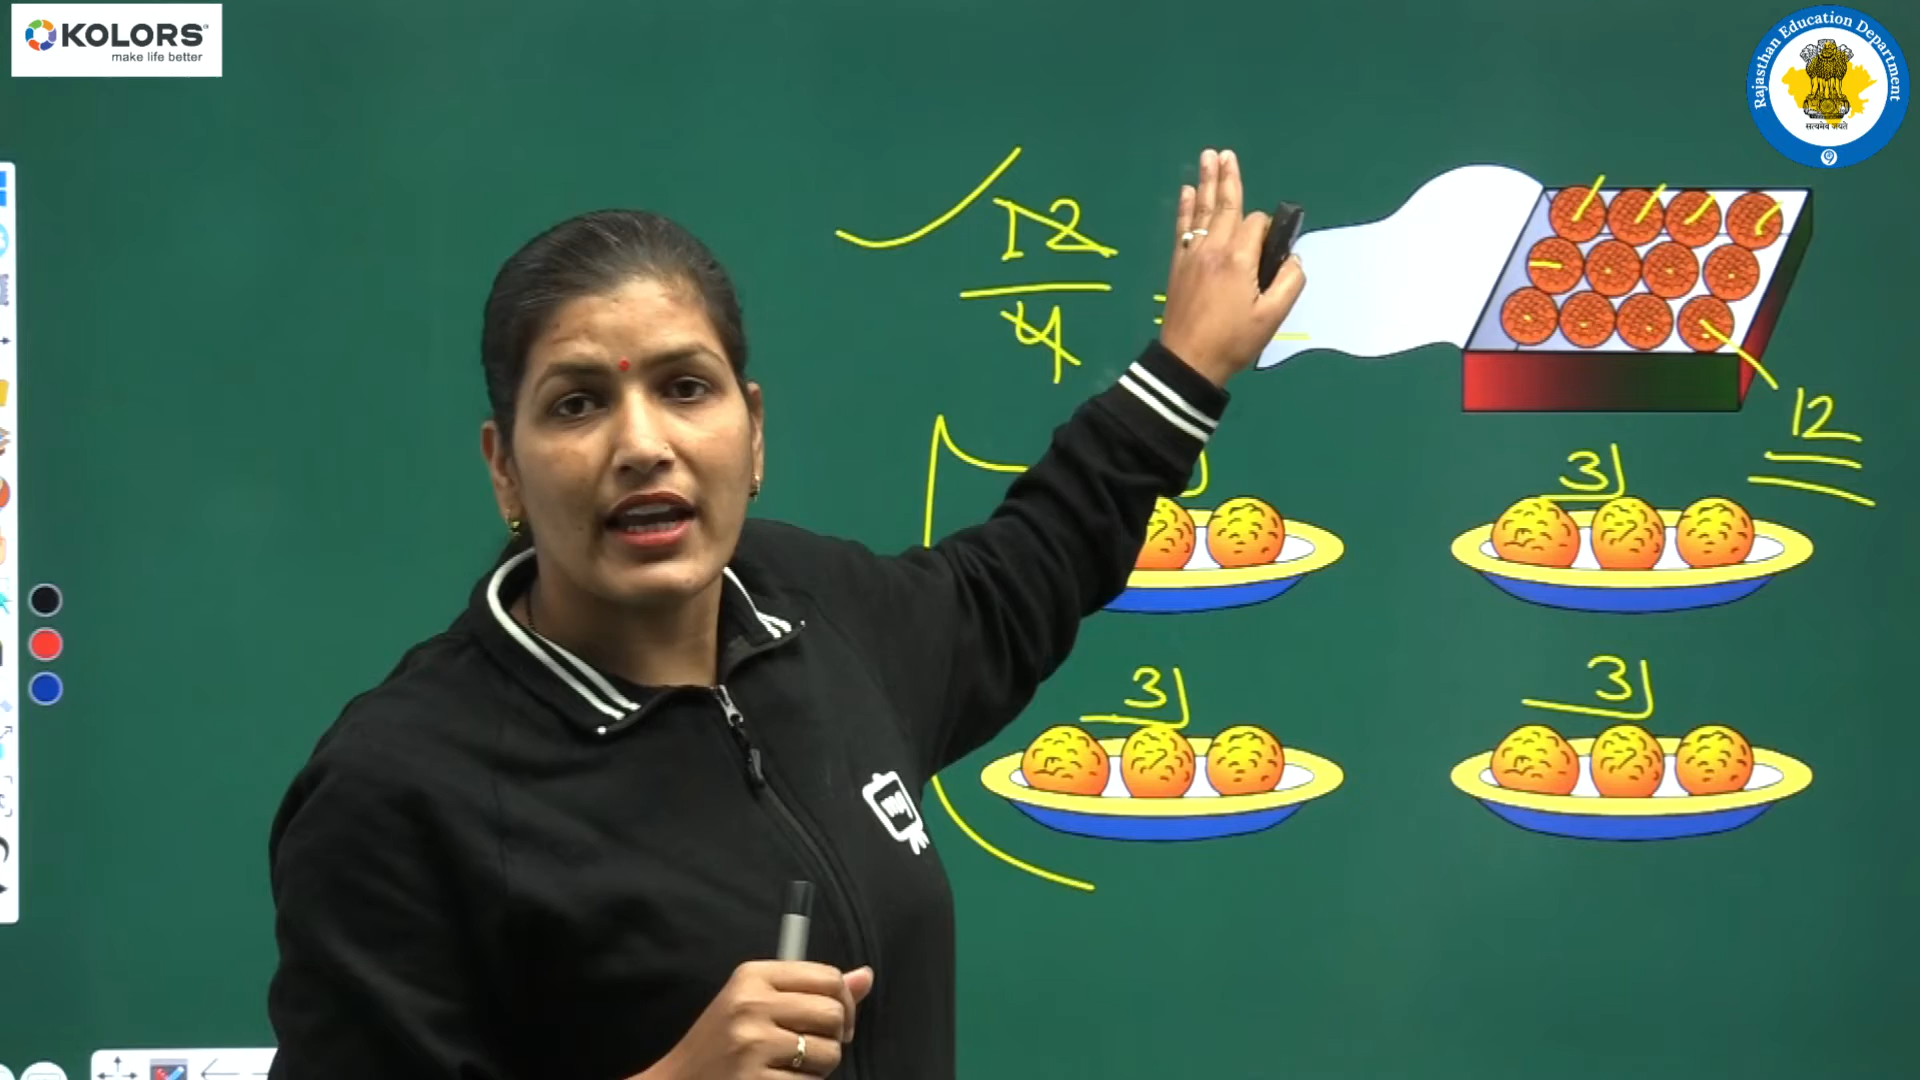 KOLORS
make life better
Rajasthan Education Department
सत्यमेव जयते
12
4
=
12
3
3
3